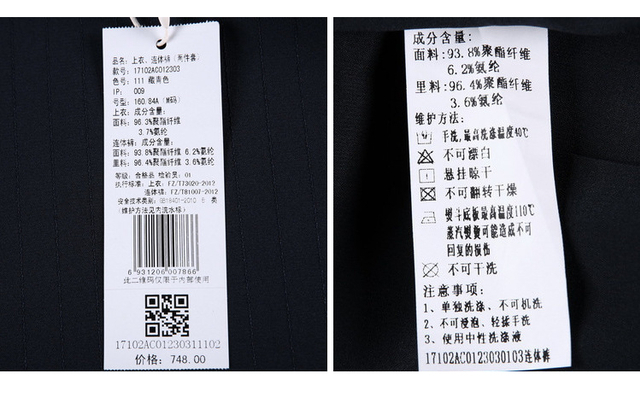 品名: 上衣、连体裤(两件套)
款号: 17102AC012303
色号: 111 藏青色
IP: 009
号型: 160.84A(M码)
上衣: 成分含量:
面料: 96.3%聚酯纤维
3.7%氨纶
连体裤: 成分含量:
面料: 93.8%聚酯纤维 6.2%氨纶
里料: 96.4%聚酯纤维 3.6%氨纶
等级: 合格品 检验员: 01
执行标准: 上衣: FZ/T73020-2012
连体裤: FZ/T81007-2012
安全技术类别: GB18401-2010 B 类
(维护方法见内洗水标)
6 931206 007866
此二维码仅限于内部使用
17102AC01230311102
价格: 748.00
成分含量:
面料: 93.8%聚酯纤维
6.2%氨纶
里料: 96.4%聚酯纤维
3.6%氨纶
维护方法:
手洗,最高洗涤温度40℃
不可漂白
悬挂晾干
不可翻转干燥
熨斗底板最高温度110℃
蒸汽熨烫可能造成不可
回复的损伤
不可干洗
注意事项:
1、单独洗涤、不可机洗
2、不可浸泡、轻揉手洗
3、使用中性洗涤液
17102AC0123030103连体裤